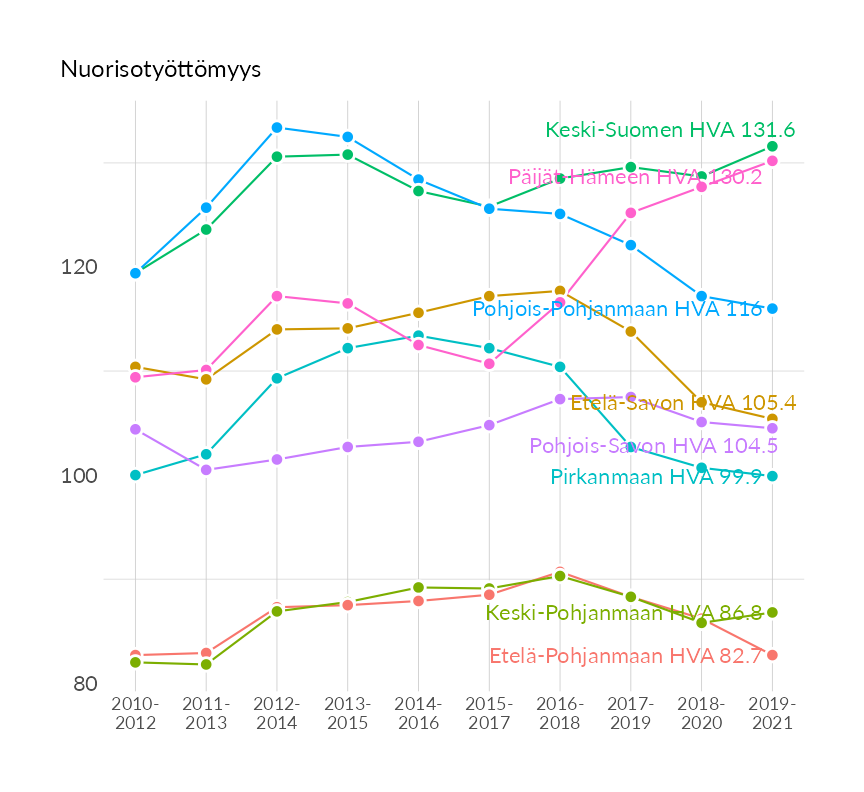 Nuorisotyöttömyys
Keski-Suomen HVA 131.6
Päijät-Hämeen HVA 130.2
120
Pohjois-Pohjanmaan HVA 116
Etelä-Savon HVA 105.4
Pohjois-Savon HVA 104.5
100
Pirkanmaan HVA 99.9
Keski-Pohjanmaan HVA 86.8
Etelä-Pohjanmaan HVA 82.7
80
2010- 2011- 2012- 2013- 2014- 2015- 2016- 2017- 2018- 2019-
2012 2013 2014 2015 2016 2017 2018 2019 2020 2021